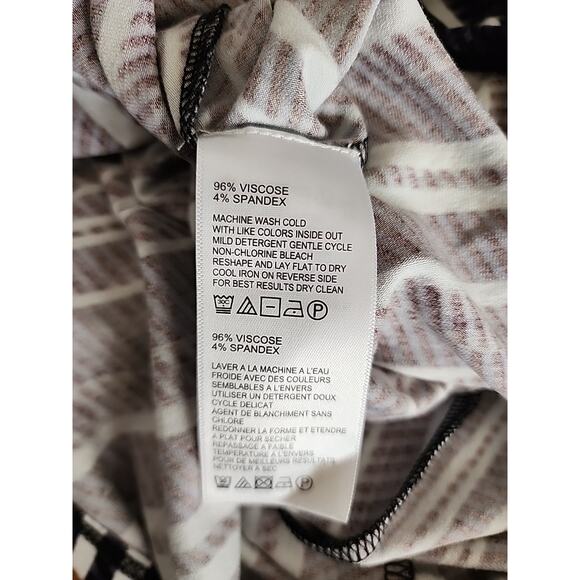 96% VISCOSE
4% SPANDEX
MACHINE WASH COLD
WITH LIKE COLORS INSIDE OUT
MILD DETERGENT GENTLE CYCLE
NON-CHLORINE BLEACH
RESHAPE AND LAY FLAT TO DRY
COOL IRON ON REVERSE SIDE
FOR BEST RESULTS DRY CLEAN
P
96% VISCOSE
4% SPANDEX
LAVER A LA MACHINE A L'EAU
FROIDE AVEC DES COULEURS
SEMBLABLES A L'ENVERS
UTILISER UN DETERGENT DOUX
CYCLE DELICAT
AGENT DE BLANCHIMENT SANS
CHLORE
REDONNER LA FORME ET ETENDRE
A PLAT POUR SECHER
REPASSAGE A FAIBLE
TEMPERATURE A L'ENVERS
POUR DE MEILLEURS RESULTATS
NETTOYER A SEC
P